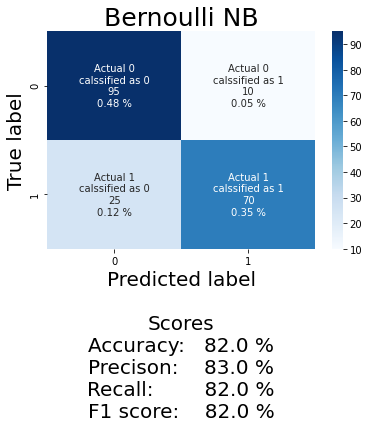 Bernoulli NB
Actual 0
calssified as 0
95
0.48 %
Actual 0
calssified as 1
10
0.05 %
Actual 1
calssified as 0
25
0.12 %
Actual 1
calssified as 1
70
0.35 %
True label
0
1
0
1
Predicted label
90
80
70
60
50
40
30
20
10
Scores
Accuracy: 82.0 %
Precison: 83.0 %
Recall: 82.0 %
F1 score: 82.0 %